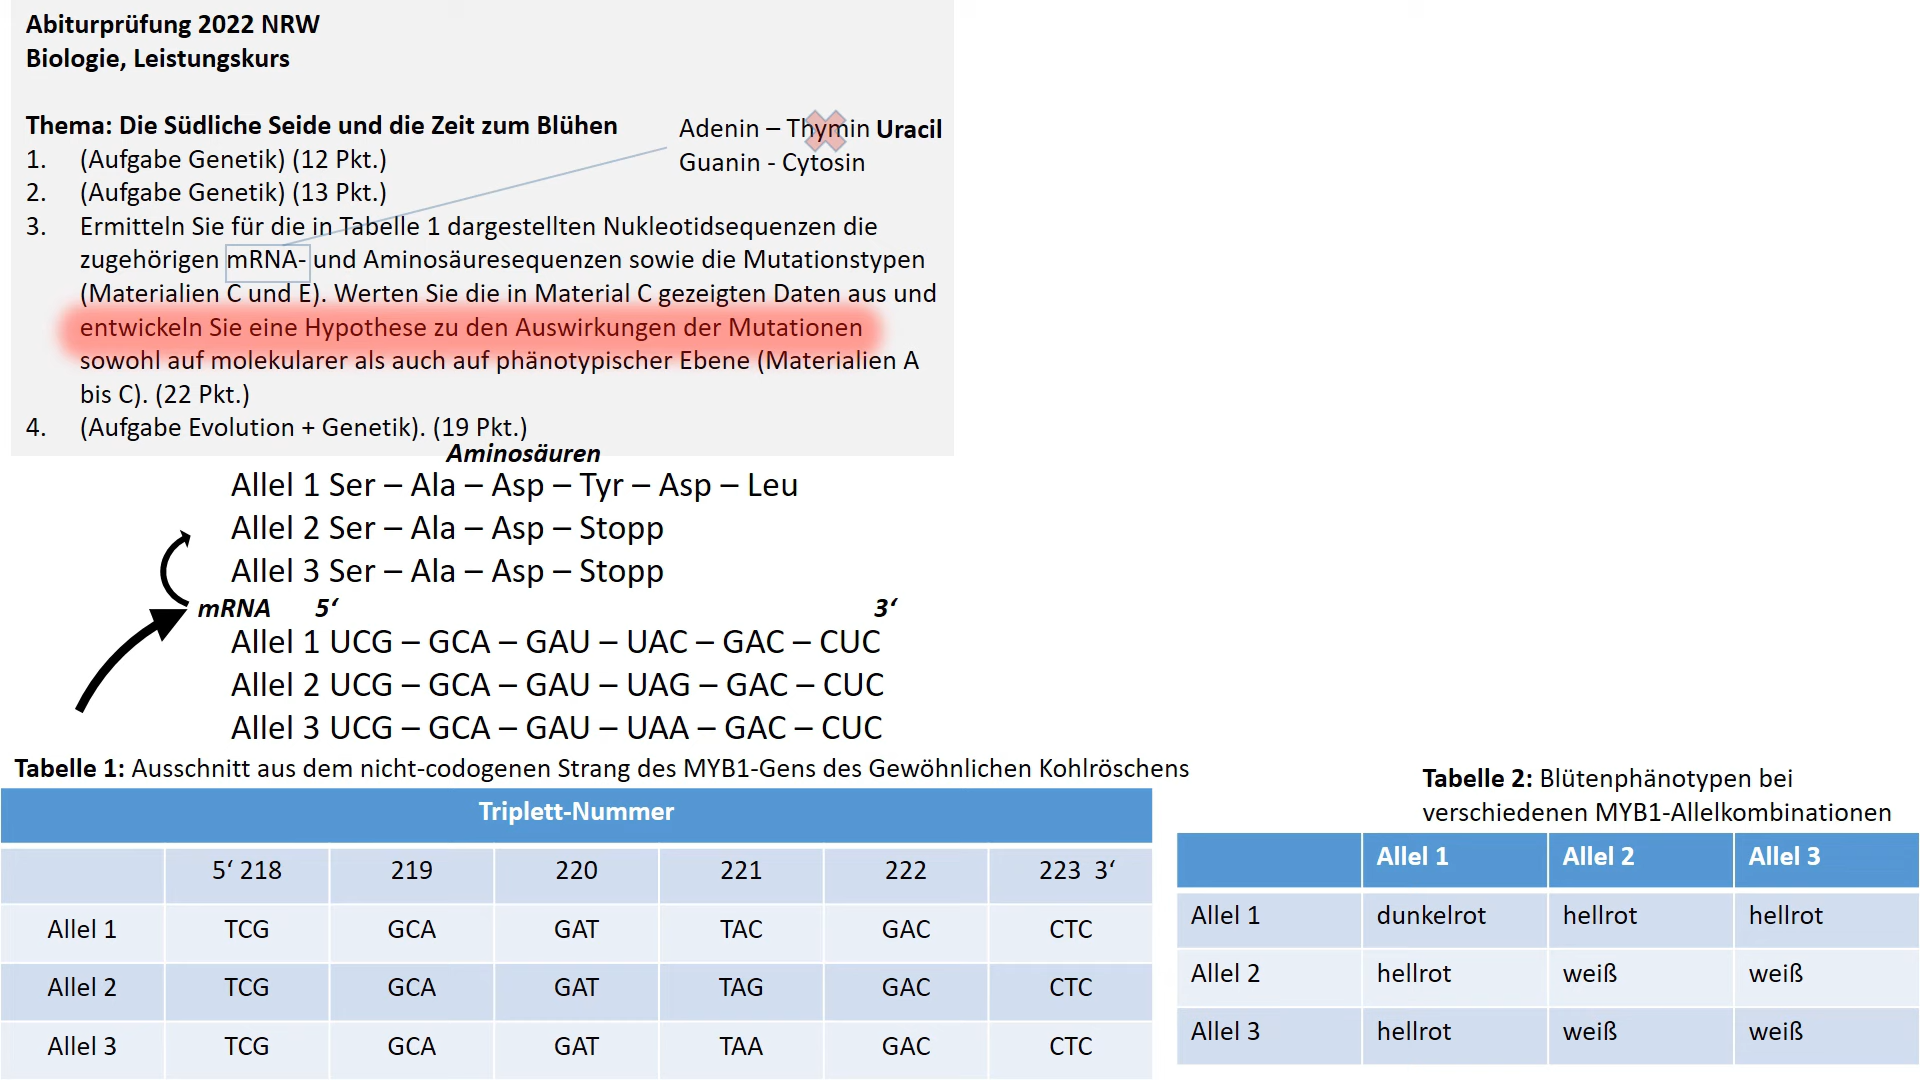 Abiturprüfung 2022 NRW
Biologie, Leistungskurs
Thema: Die Südliche Seide und die Zeit zum Blühen
Adenin – Thymin Uracil
Guanin - Cytosin
1. (Aufgabe Genetik) (12 Pkt.)
2. (Aufgabe Genetik) (13 Pkt.)
3. Ermitteln Sie für die in Tabelle 1 dargestellten Nukleotidsequenzen die
zugehörigen mRNA- und Aminosäuresequenzen sowie die Mutationstypen
(Materialien C und E). Werten Sie die in Material C gezeigten Daten aus und
entwickeln Sie eine Hypothese zu den Auswirkungen der Mutationen
sowohl auf molekularer als auch auf phänotypischer Ebene (Materialien A
bis C). (22 Pkt.)
4. (Aufgabe Evolution + Genetik). (19 Pkt.)
Aminosäuren
Allel 1 Ser – Ala – Asp – Tyr – Asp – Leu
Allel 2 Ser – Ala – Asp – Stopp
Allel 3 Ser – Ala – Asp – Stopp
mRNA 5‘ 3‘
Allel 1 UCG – GCA – GAU – UAC – GAC – CUC
Allel 2 UCG – GCA – GAU – UAG – GAC – CUC
Allel 3 UCG – GCA – GAU – UAA – GAC – CUC
Tabelle 1: Ausschnitt aus dem nicht-codogenen Strang des MYB1-Gens des Gewöhnlichen Kohlröschens
Triplett-Nummer
5‘ 218 219 220 221 222 223 3‘
Allel 1 TCG GCA GAT TAC GAC CTC
Allel 2 TCG GCA GAT TAG GAC CTC
Allel 3 TCG GCA GAT TAA GAC CTC
Tabelle 2: Blütenphänotypen bei
verschiedenen MYB1-Allelkombinationen
Allel 1 Allel 2 Allel 3
Allel 1 dunkelrot hellrot hellrot
Allel 2 hellrot weiß weiß
Allel 3 hellrot weiß weiß